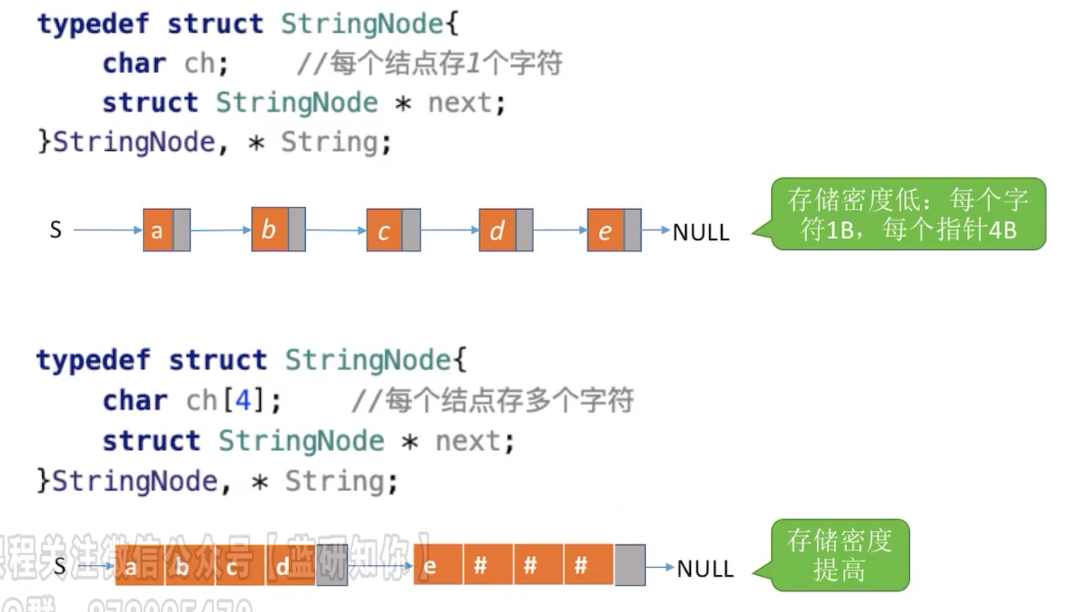 typedef struct StringNode{
char ch; //每个结点存1个字符
struct StringNode * next;
}StringNode, * String;
S a b c d e NULL
存储密度低：每个字
符1B，每个指针4B
typedef struct StringNode{
char ch[4]; //每个结点存多个字符
struct StringNode * next;
}StringNode, * String;
课程关注微信公众号【蓝研知你】
S a b c d e # # # NULL
存储密度
提高